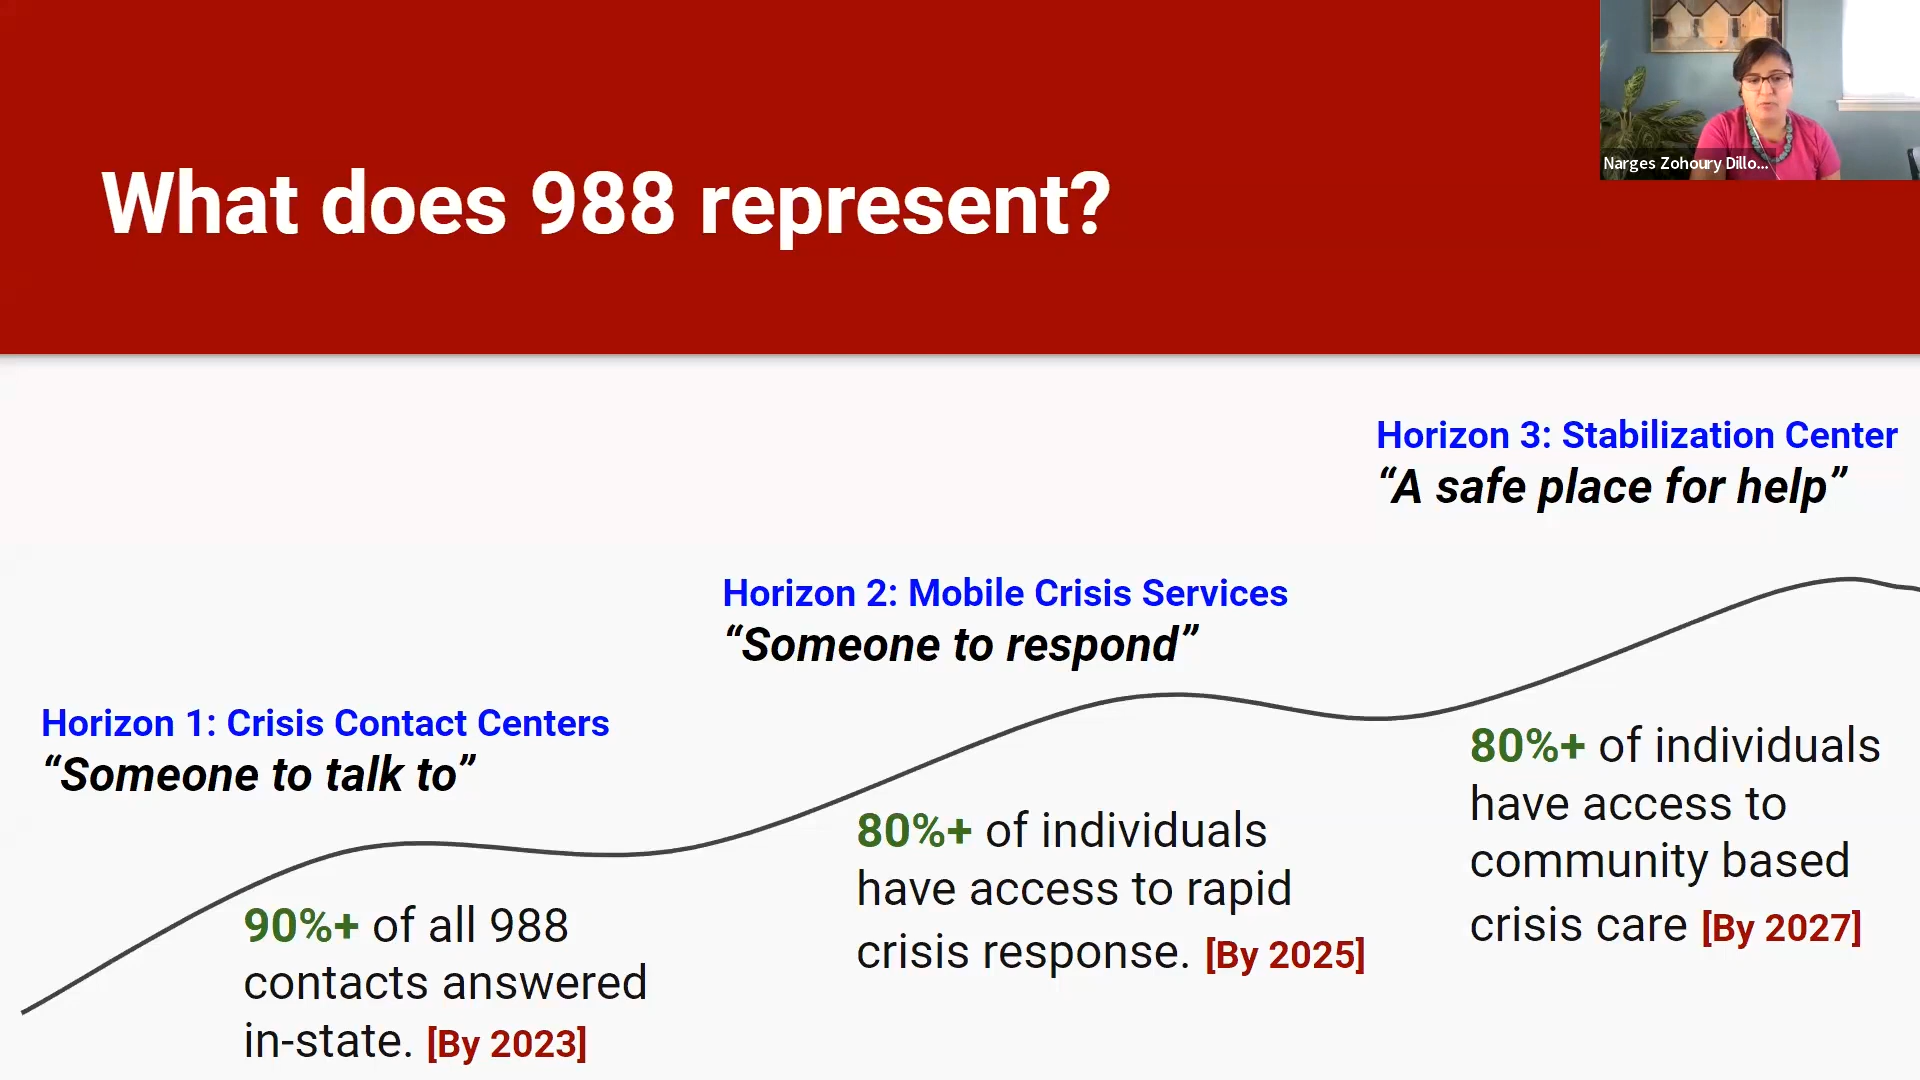 What does 988 represent?
Narges Zohoury Dillo...
Horizon 3: Stabilization Center
“A safe place for help”
Horizon 2: Mobile Crisis Services
“Someone to respond”
Horizon 1: Crisis Contact Centers
“Someone to talk to”
80%+ of individuals
have access to
community based
crisis care [By 2027]
80%+ of individuals
have access to rapid
crisis response. [By 2025]
90%+ of all 988
contacts answered
in-state. [By 2023]